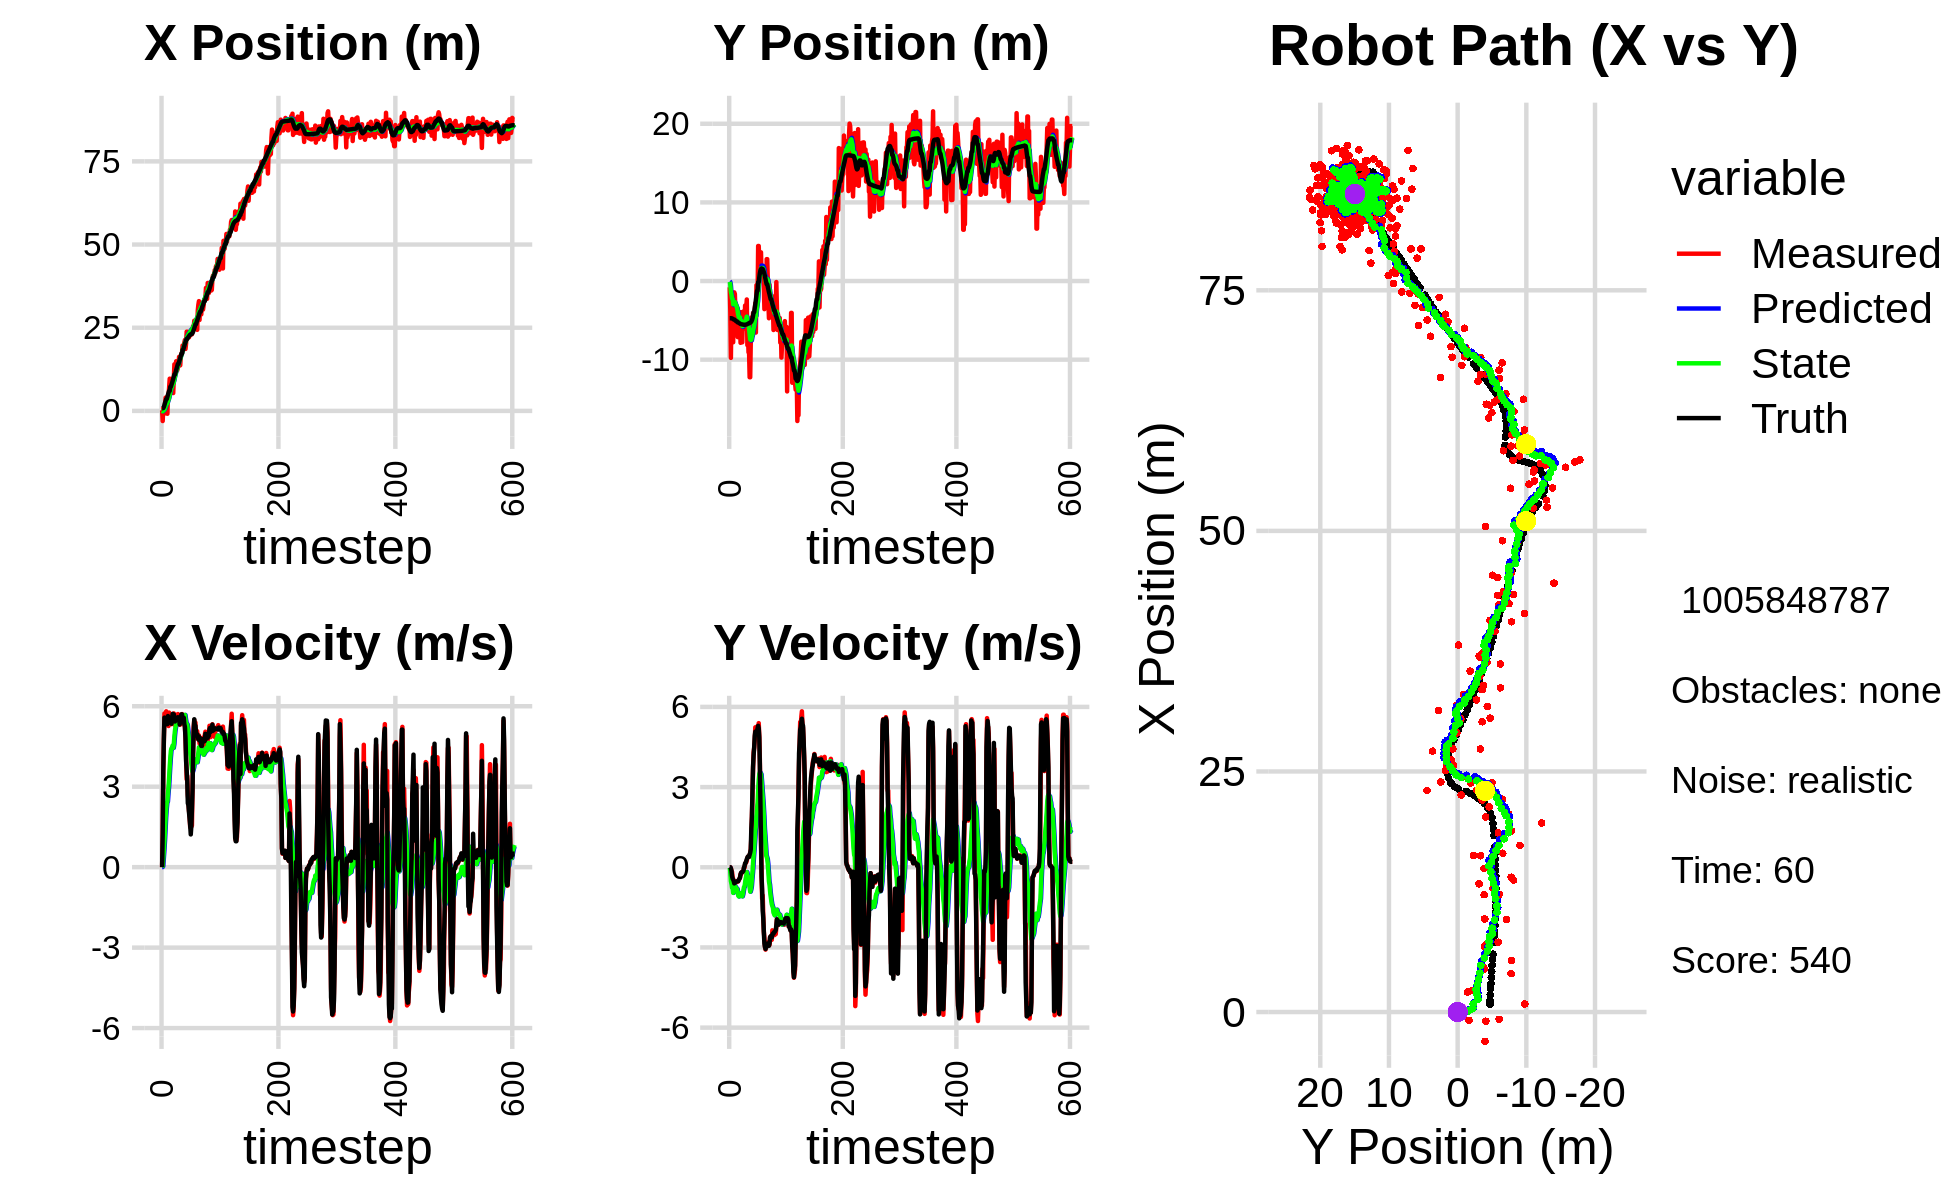 X Position (m)
75
50
25
0
0
200
400
600
timestep
Y Position (m)
20
10
0
-10
0
200
400
600
timestep
X Velocity (m/s)
6
3
0
-3
-6
0
200
400
600
timestep
Y Velocity (m/s)
6
3
0
-3
-6
0
200
400
600
timestep
Robot Path (X vs Y)
X Position (m)
75
50
25
0
20 10 0 -10 -20
Y Position (m)
variable
Measured
Predicted
State
Truth
1005848787
Obstacles: none
Noise: realistic
Time: 60
Score: 540